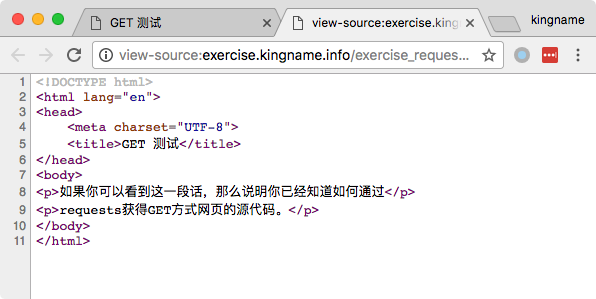 GET 测试
view-source:exercise.kingn
kingname
view-source:exercise.kingname.info/exercise_reques...
1 <!DOCTYPE html>
2 <html lang="en">
3 <head>
4 <meta charset="UTF-8">
5 <title>GET 测试</title>
6 </head>
7 <body>
8 <p>如果你可以看到这一段话，那么说明你已经知道如何通过</p>
9 <p>requests获得GET方式网页的源代码。</p>
10 </body>
11 </html>